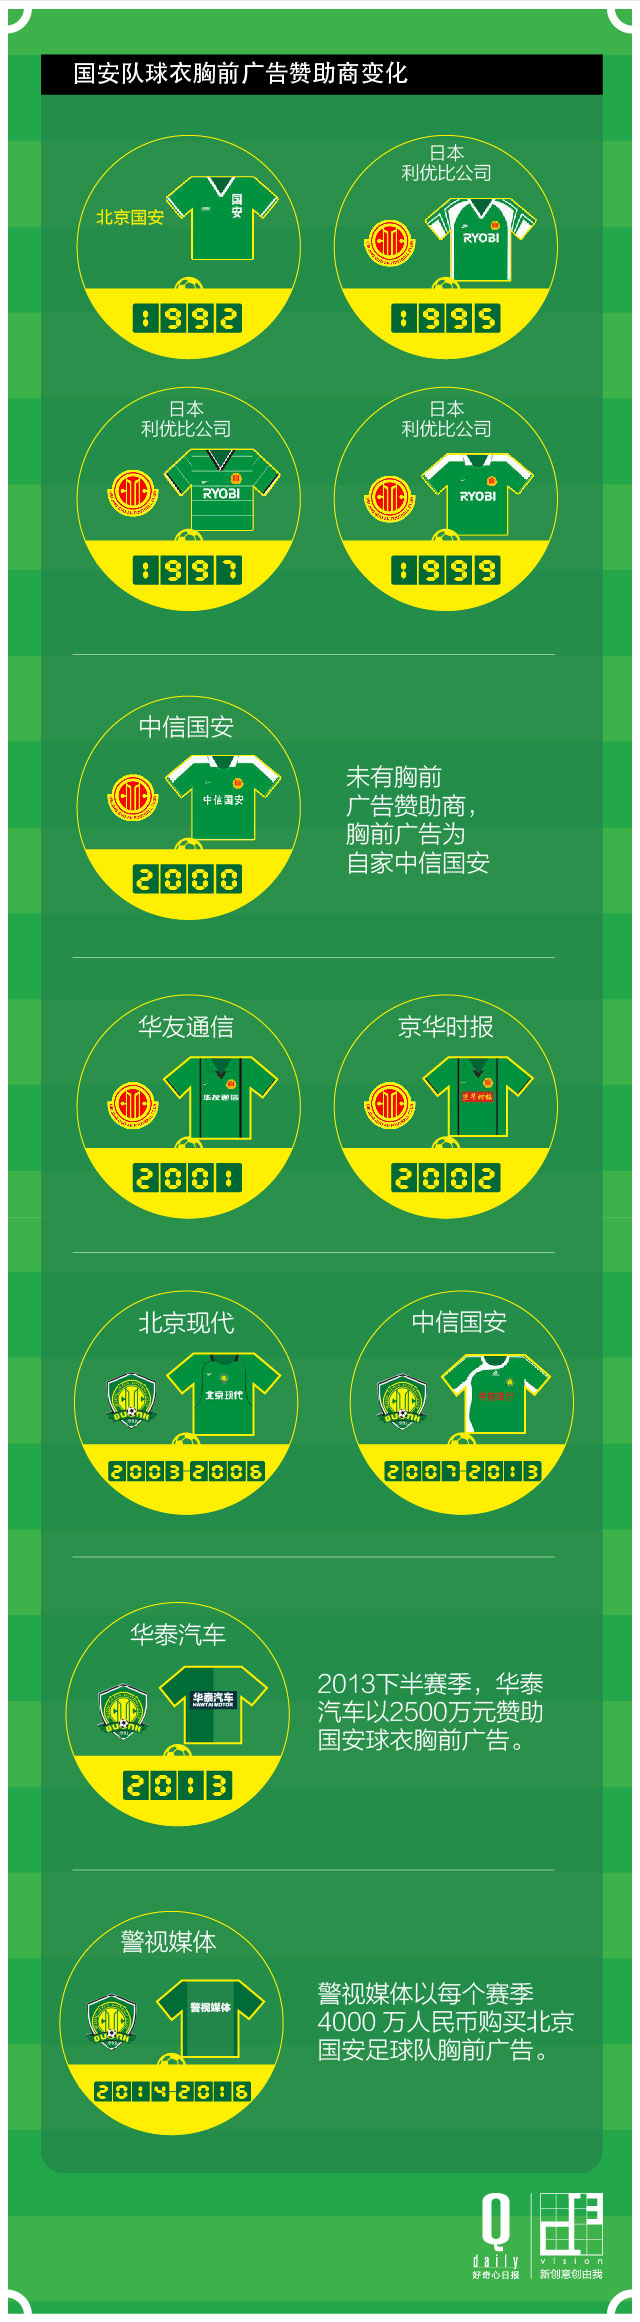 国安队球衣胸前广告赞助商变化
北京国安
国安
1992
日本
利优比公司
RYOBI
1995
日本
利优比公司
RYOBI
1997
日本
利优比公司
RYOBI
1999
中信国安
中信国安
2000
未有胸前
广告赞助商，
胸前广告为
自家中信国安
华友通信
华友通信
2001
京华时报
京华时报
2002
北京现代
北京现代
2003-2006
中信国安
2007-2013
华泰汽车
华泰汽车
HAWTAI MOTOR
2013
2013下半赛季，华泰
汽车以2500万元赞助
国安球衣胸前广告。
警视媒体
警视媒体
2014-2016
警视媒体以每个赛季
4000 万人民币购买北京
国安足球队胸前广告。
Q
daily
好奇心日报
vision
新创意创由我